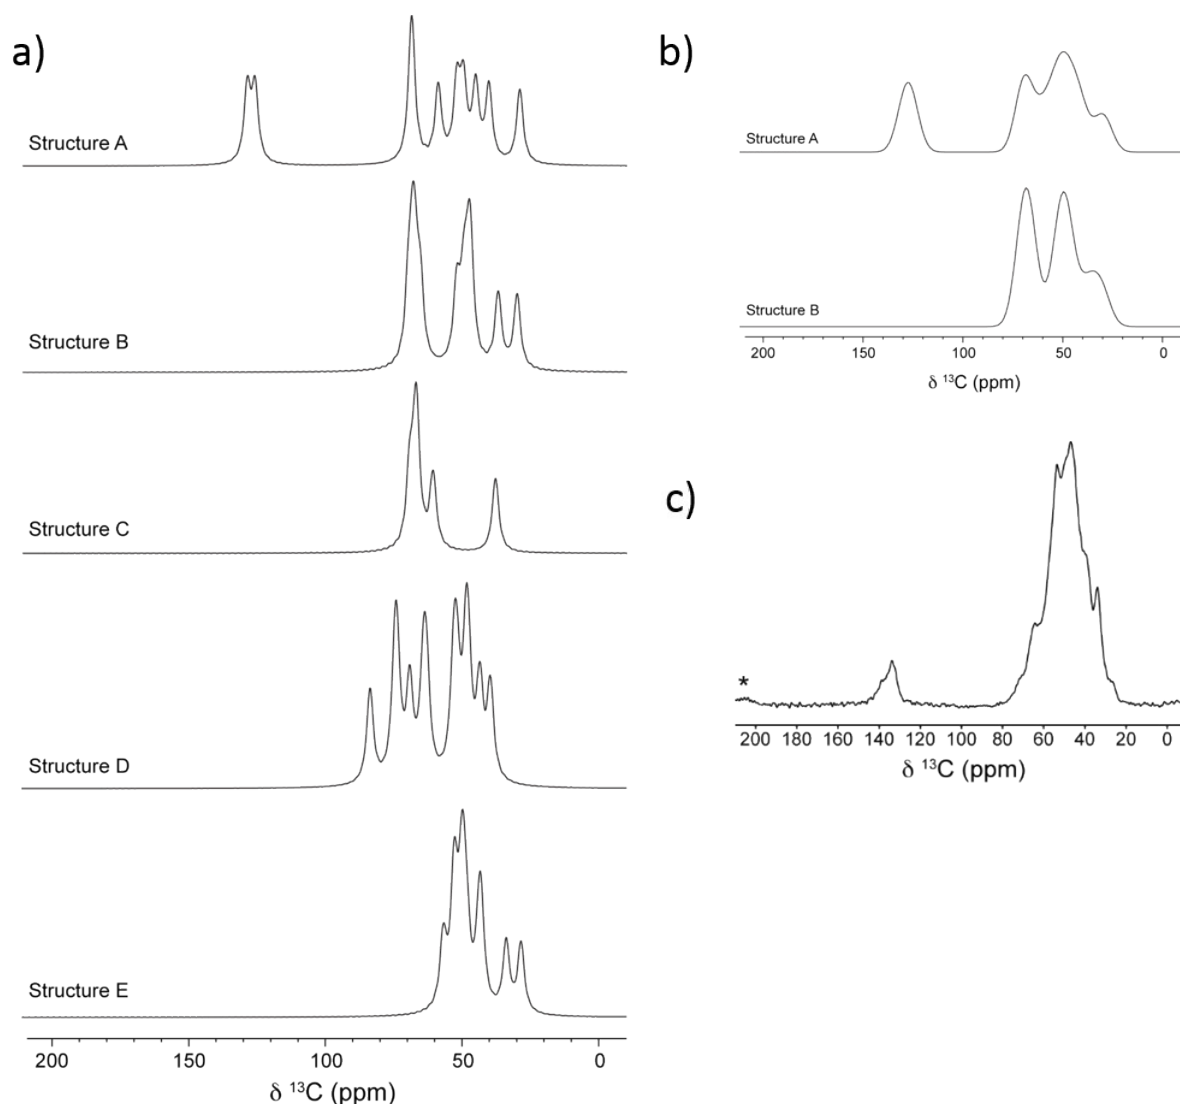 a)
Structure A
Structure B
Structure C
Structure D
Structure E
200 150 100 50 0
δ ¹³C (ppm)
b)
Structure A
Structure B
200 150 100 50 0
δ ¹³C (ppm)
c)
*
200 180 160 140 120 100 80 60 40 20 0
δ ¹³C (ppm)